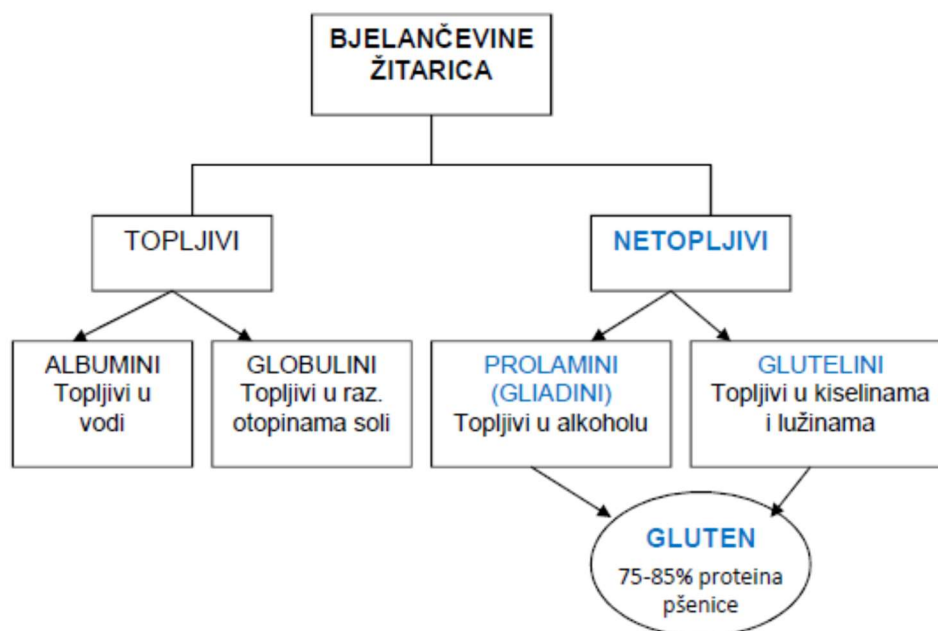 BJELANČEVINE
ŽITARICA
TOPLJIVI
NETOPLJIVI
ALBUMINI
Topljivi u
vodi
GLOBULINI
Topljivi u raz.
otopinama soli
PROLAMINI
(GLIADINI)
Topljivi u alkoholu
GLUTELINI
Topljivi u kiselinama
i lužinama
GLUTEN
75-85% proteina
pšenice